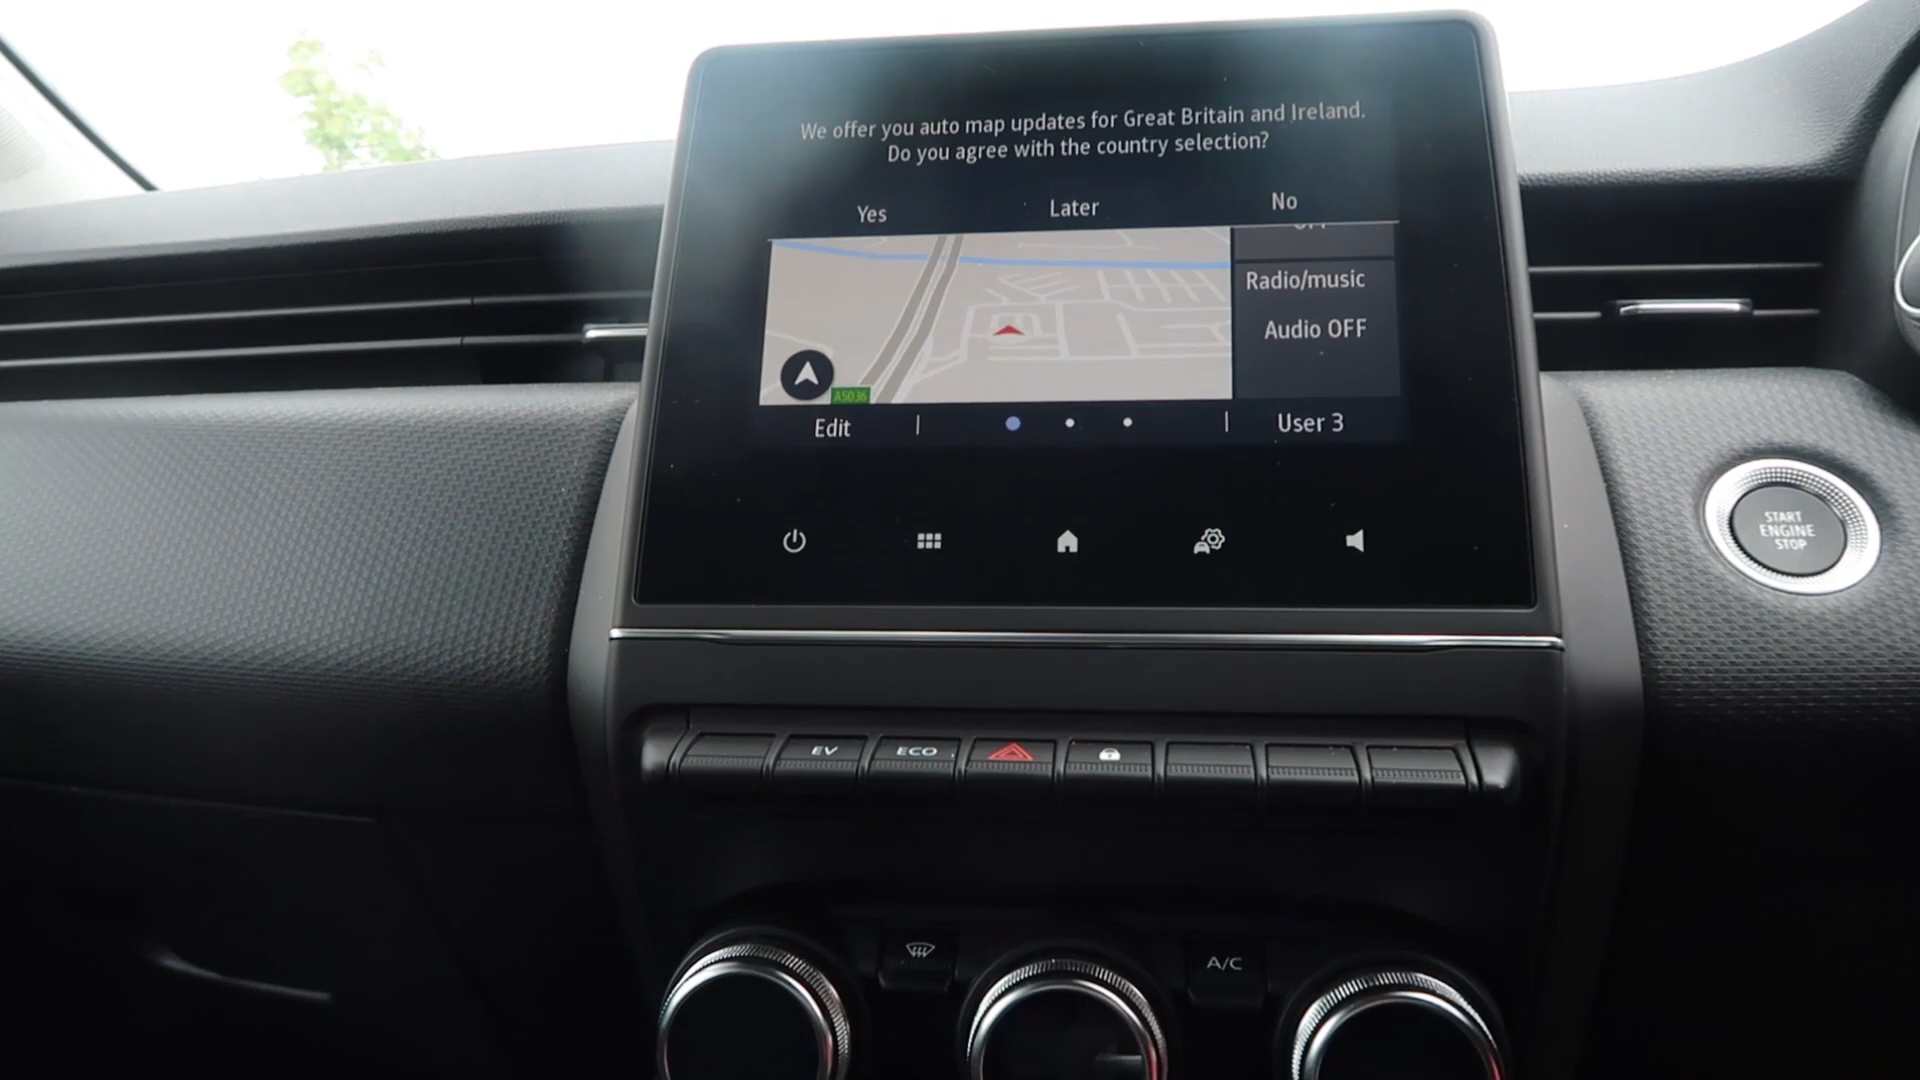 We offer you auto map updates for Great Britain and Ireland.
Do you agree with the country selection?
Yes
Later
No
Radio/music
Audio OFF
A5036
Edit
User 3
START
ENGINE
STOP
EV
ECO
A/C